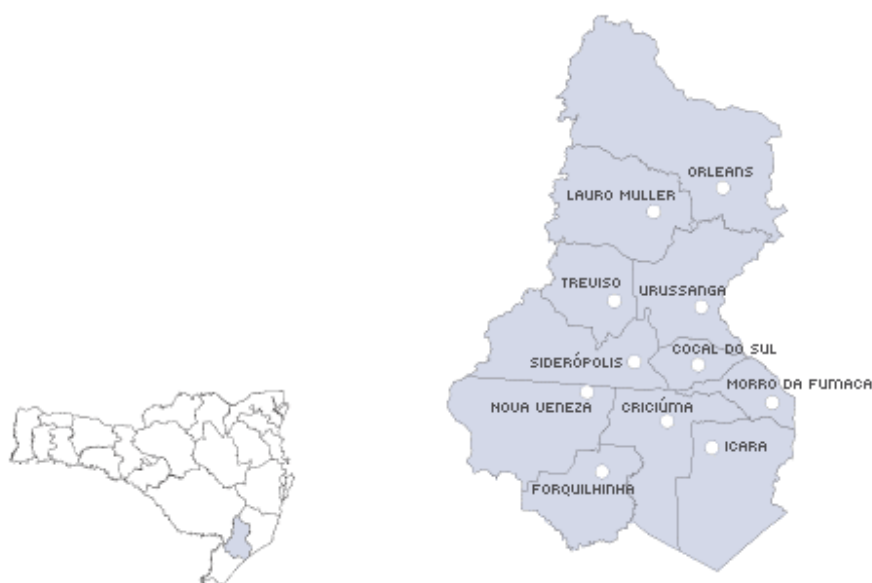 ORLEANS
LAURO MULLER
TREVISO
URUSSANGA
COCAL DO SUL
SIDERÓPOLIS
MORRO DA FUMACA
NOVA VENEZA
CRICIÚMA
ICARA
FORQUILHINHA